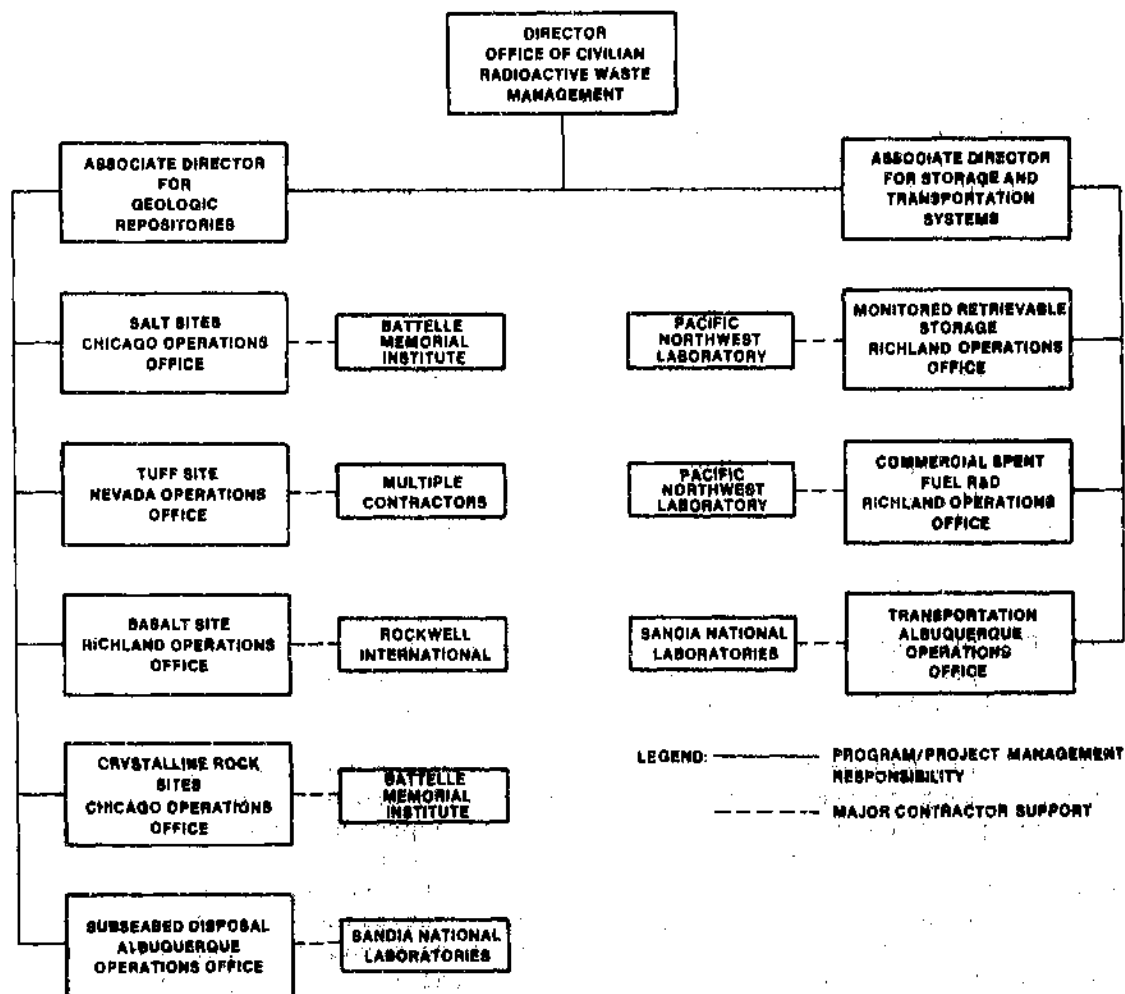 DIRECTOR
OFFICE OF CIVILIAN
RADIOACTIVE WASTE
MANAGEMENT
ASSOCIATE DIRECTOR
FOR
GEOLOGIC
REPOSITORIES
ASSOCIATE DIRECTOR
FOR STORAGE AND
TRANSPORTATION
SYSTEMS
SALT SITES
CHICAGO OPERATIONS
OFFICE
BATTELLE
MEMORIAL
INSTITUTE
PACIFIC
NORTHWEST
LABORATORY
MONITORED RETRIEVABLE
STORAGE
RICHLAND OPERATIONS
OFFICE
TUFF SITE
NEVADA OPERATIONS
OFFICE
MULTIPLE
CONTRACTORS
PACIFIC
NORTHWEST
LABORATORY
COMMERCIAL SPENT
FUEL R&D
RICHLAND OPERATIONS
OFFICE
BASALT SITE
RICHLAND OPERATIONS
OFFICE
ROCKWELL
INTERNATIONAL
SANDIA NATIONAL
LABORATORIES
TRANSPORTATION
ALBUQUERQUE
OPERATIONS
OFFICE
CRYSTALLINE ROCK
SITES
CHICAGO OPERATIONS
OFFICE
BATTELLE
MEMORIAL
INSTITUTE
LEGEND: PROGRAM/PROJECT MANAGEMENT
RESPONSIBILITY
MAJOR CONTRACTOR SUPPORT
SUBSEABED DISPOSAL
ALBUQUERQUE
OPERATIONS OFFICE
SANDIA NATIONAL
LABORATORIES